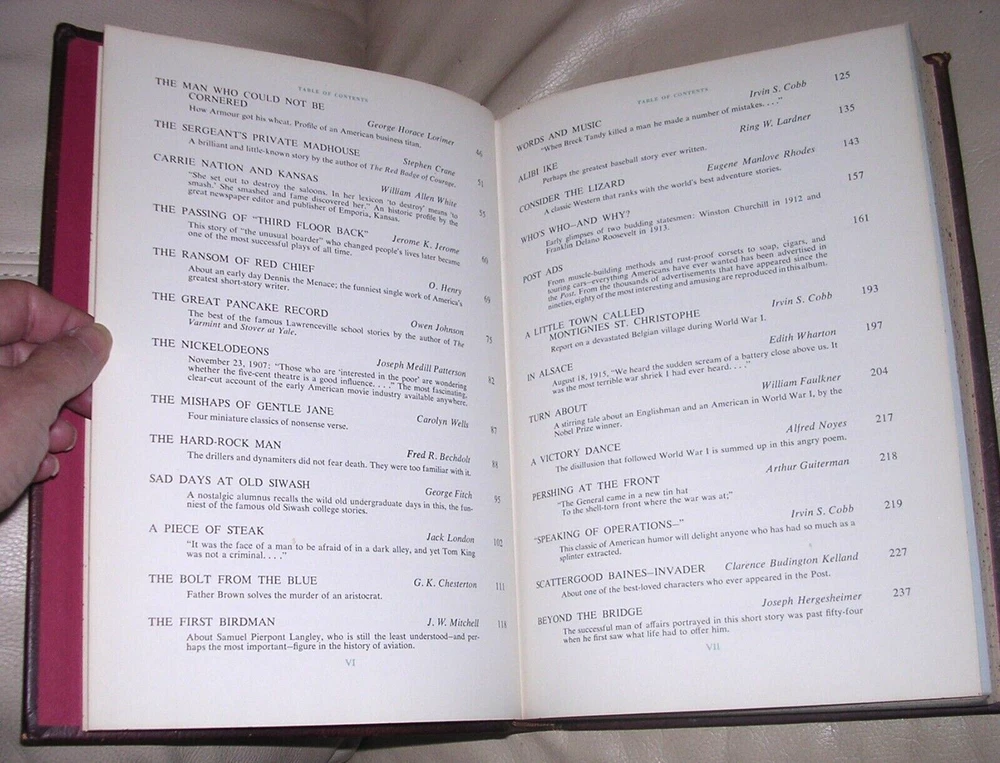 TABLE OF CONTENTS
THE MAN WHO COULD NOT BE
CORNERED George Horace Lorimer 46
How Armour got his wheat. Profile of an American business titan.
THE SERGEANT'S PRIVATE MADHOUSE Stephen Crane 51
A brilliant and little-known story by the author of The Red Badge of Courage.
CARRIE NATION AND KANSAS William Allen White 55
"She set out to destroy the saloons. In her lexicon 'to destroy' means 'to
smash.' She smashed and fame discovered her." An historic profile by the
great newspaper editor and publisher of Emporia, Kansas.
THE PASSING OF "THIRD FLOOR BACK" Jerome K. Jerome 60
This story of "the unusual boarder" who changed people's lives later became
one of the most successful plays of all time.
THE RANSOM OF RED CHIEF O. Henry 69
About an early day Dennis the Menace; the funniest single work of America's
greatest short-story writer.
THE GREAT PANCAKE RECORD Owen Johnson 75
The best of the famous Lawrenceville school stories by the author of The
Varmint and Stover at Yale.
THE NICKELODEONS Joseph Medill Patterson 82
November 23, 1907: "Those who are 'interested in the poor' are wondering
whether the five-cent theatre is a good influence. . . ." The most fascinating,
clear-cut account of the early American movie industry available anywhere.
THE MISHAPS OF GENTLE JANE Carolyn Wells 87
Four miniature classics of nonsense verse.
THE HARD-ROCK MAN Fred R. Bechdolt 88
The drillers and dynamiters did not fear death. They were too familiar with it.
SAD DAYS AT OLD SIWASH George Fitch 95
A nostalgic alumnus recalls the wild old undergraduate days in this, the fun-
niest of the famous old Siwash college stories.
A PIECE OF STEAK Jack London 102
"It was the face of a man to be afraid of in a dark alley, and yet Tom King
was not a criminal. . . ."
THE BOLT FROM THE BLUE G. K. Chesterton 111
Father Brown solves the murder of an aristocrat.
THE FIRST BIRDMAN J. W. Mitchell 118
About Samuel Pierpont Langley, who is still the least understood—and per-
haps the most important—figure in the history of aviation.
VI
TABLE OF CONTENTS
WORDS AND MUSIC Irvin S. Cobb 125
"When Breck Tandy killed a man he made a number of mistakes. . . ."
ALIBI IKE Ring W. Lardner 135
Perhaps the greatest baseball story ever written.
CONSIDER THE LIZARD Eugene Manlove Rhodes 143
A classic Western that ranks with the world's best adventure stories.
WHO'S WHO—AND WHY? 157
Early glimpses of two budding statesmen: Winston Churchill in 1912 and
Franklin Delano Roosevelt in 1913.
POST ADS 161
From muscle-building methods and rust-proof corsets to soap, cigars, and
touring cars—everything Americans have ever wanted has been advertised in
the Post. From the thousands of advertisements that have appeared since the
nineties, eighty of the most interesting and amusing are reproduced in this album.
A LITTLE TOWN CALLED
MONTIGNIES ST. CHRISTOPHE Irvin S. Cobb 193
Report on a devastated Belgian village during World War I.
IN ALSACE Edith Wharton 197
August 18, 1915, "We heard the sudden scream of a battery close above us. It
was the most terrible war shriek I had ever heard. . . ."
TURN ABOUT William Faulkner 204
A stirring tale about an Englishman and an American in World War I, by the
Nobel Prize winner.
A VICTORY DANCE Alfred Noyes 217
The disillusion that followed World War I is summed up in this angry poem.
PERSHING AT THE FRONT Arthur Guiterman 218
"The General came in a new tin hat
To the shell-torn front where the war was at;"
"SPEAKING OF OPERATIONS—" Irvin S. Cobb 219
This classic of American humor will delight anyone who has had so much as a
splinter extracted.
SCATTERGOOD BAINES—INVADER Clarence Budington Kelland 227
About one of the best-loved characters who ever appeared in the Post.
BEYOND THE BRIDGE Joseph Hergesheimer 237
The successful man of affairs portrayed in this short story was past fifty-four
when he first saw what life had to offer him.
VII